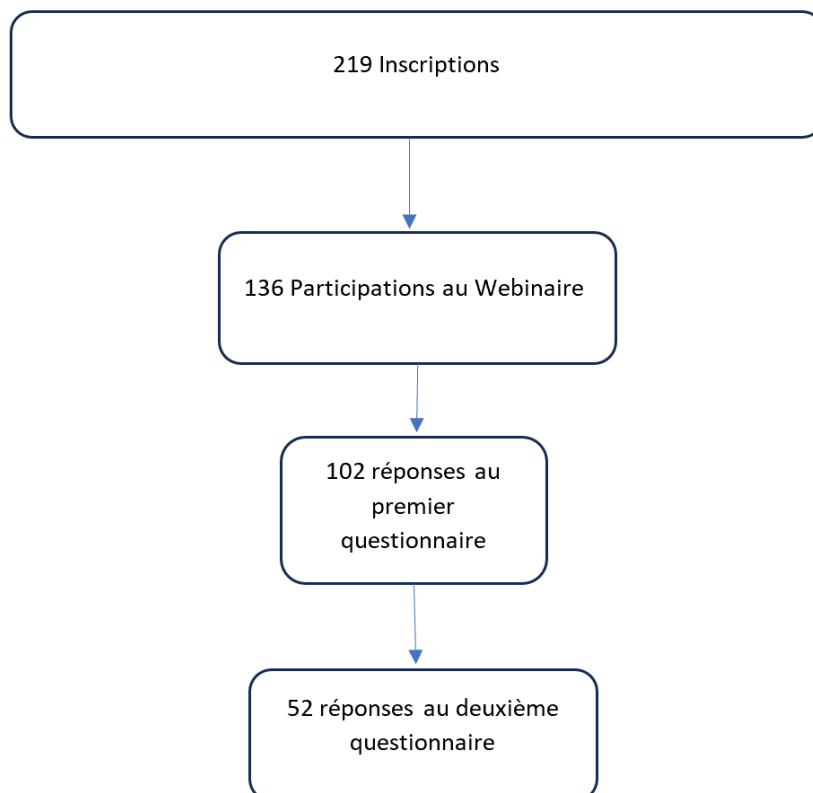 219 Inscriptions
136 Participations au Webinaire
102 réponses au
premier
questionnaire
52 réponses au deuxième
questionnaire